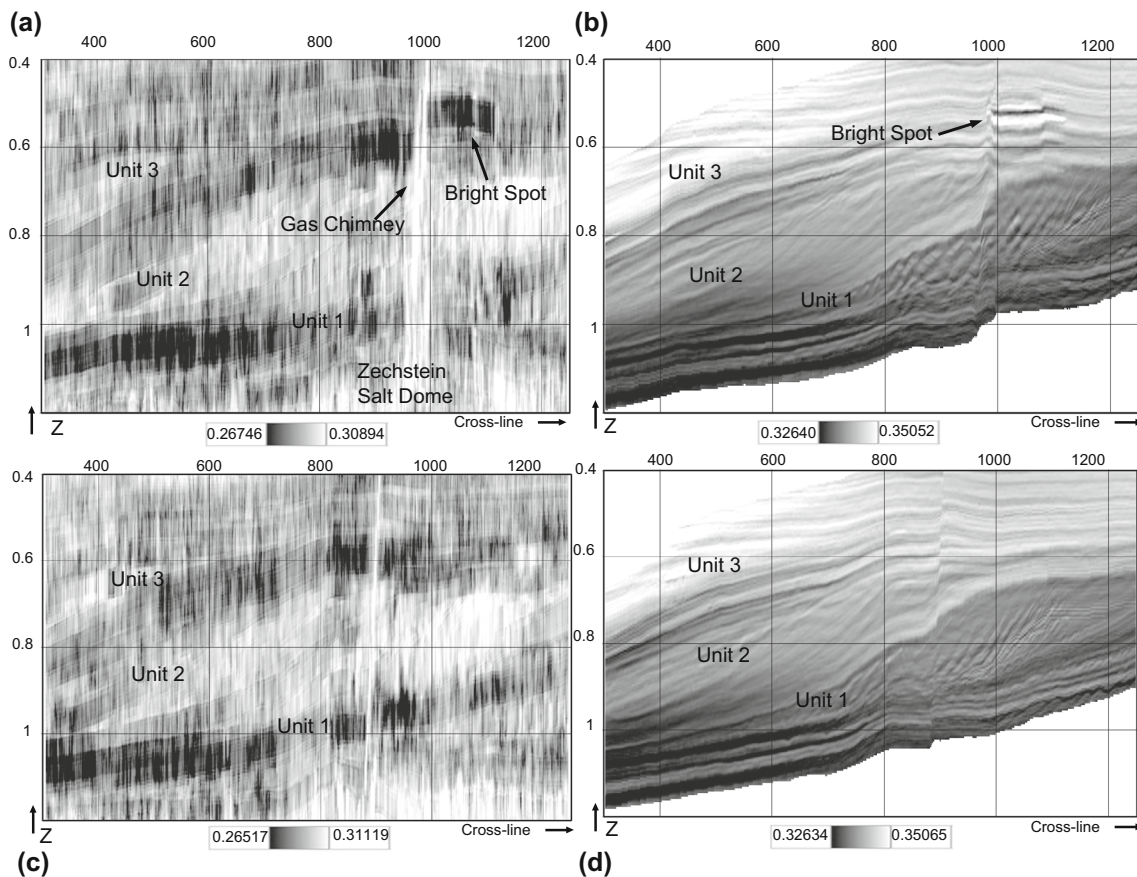 (a)
400 600 800 1000 1200
0.4
0.6
0.8
1
Unit 3
Bright Spot
Gas Chimney
Unit 2
Unit 1
Zechstein
Salt Dome
Z
Cross-line
0.26746 0.30894
(b)
400 600 800 1000 1200
0.4
0.6
0.8
1
Bright Spot
Unit 3
Unit 2
Unit 1
Z
Cross-line
0.32640 0.35052
400 600 800 1000 1200
0.4
0.6
0.8
1
Unit 3
Unit 2
Unit 1
Z
Cross-line
0.26517 0.31119
(c)
400 600 800 1000 1200
0.4
0.6
0.8
1
Unit 3
Unit 2
Unit 1
Z
Cross-line
0.32634 0.35065
(d)